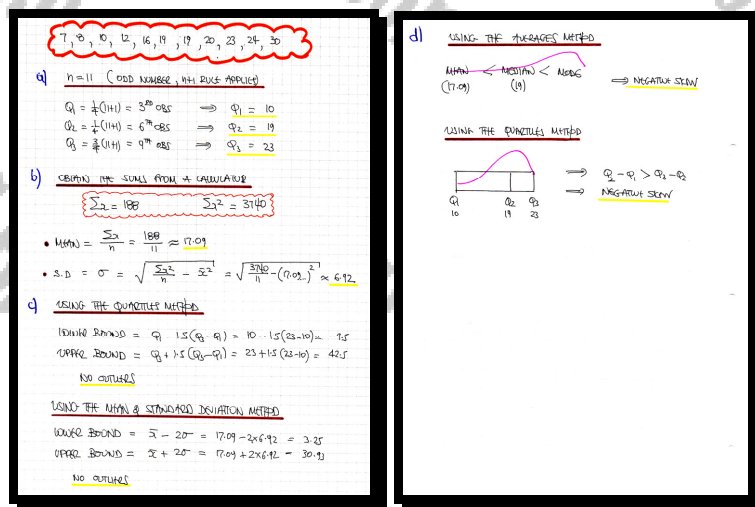 7, 8, 10, 12, 16, 19, 19, 20, 23, 24, 30
a) n=11 (ODD NUMBER, n+1 RULE APPLIES)
Q1 = ¼(11+1) = 3RD OBS ⇒ Q1 = 10
Q2 = ½(11+1) = 6TH OBS ⇒ Q2 = 19
Q3 = ¾(11+1) = 9TH OBS ⇒ Q3 = 23
b) OBTAIN THE SUMS FROM A CALCULATOR
Σx = 188 Σx² = 3740
• MEAN = Σx/n = 188/11 ≈ 17.09
• S.D = σ = √(Σx²/n − x̄²) = √(3740/11 − (17.09)²) ≈ 6.92
c) USING THE QUARTILES METHOD
LOWER BOUND = Q1 − 1.5(Q3 − Q1) = 10 − 1.5(23−10) = −9.5
UPPER BOUND = Q3 + 1.5(Q3−Q1) = 23 + 1.5(23−10) = 42.5
NO OUTLIERS
USING THE MEAN & STANDARD DEVIATION METHOD
LOWER BOUND = x̄ − 2σ = 17.09 − 2×6.92 = 3.25
UPPER BOUND = x̄ + 2σ = 17.09 + 2×6.92 = 30.93
NO OUTLIERS
d) USING THE AVERAGES METHOD
MEAN < MEDIAN < MODE ⇒ NEGATIVE SKEW
(17.09) (19)
USING THE QUARTILES METHOD
⇒ Q2 − Q1 > Q3 − Q2
⇒ NEGATIVE SKEW
Q1 Q2 Q3
10 19 23